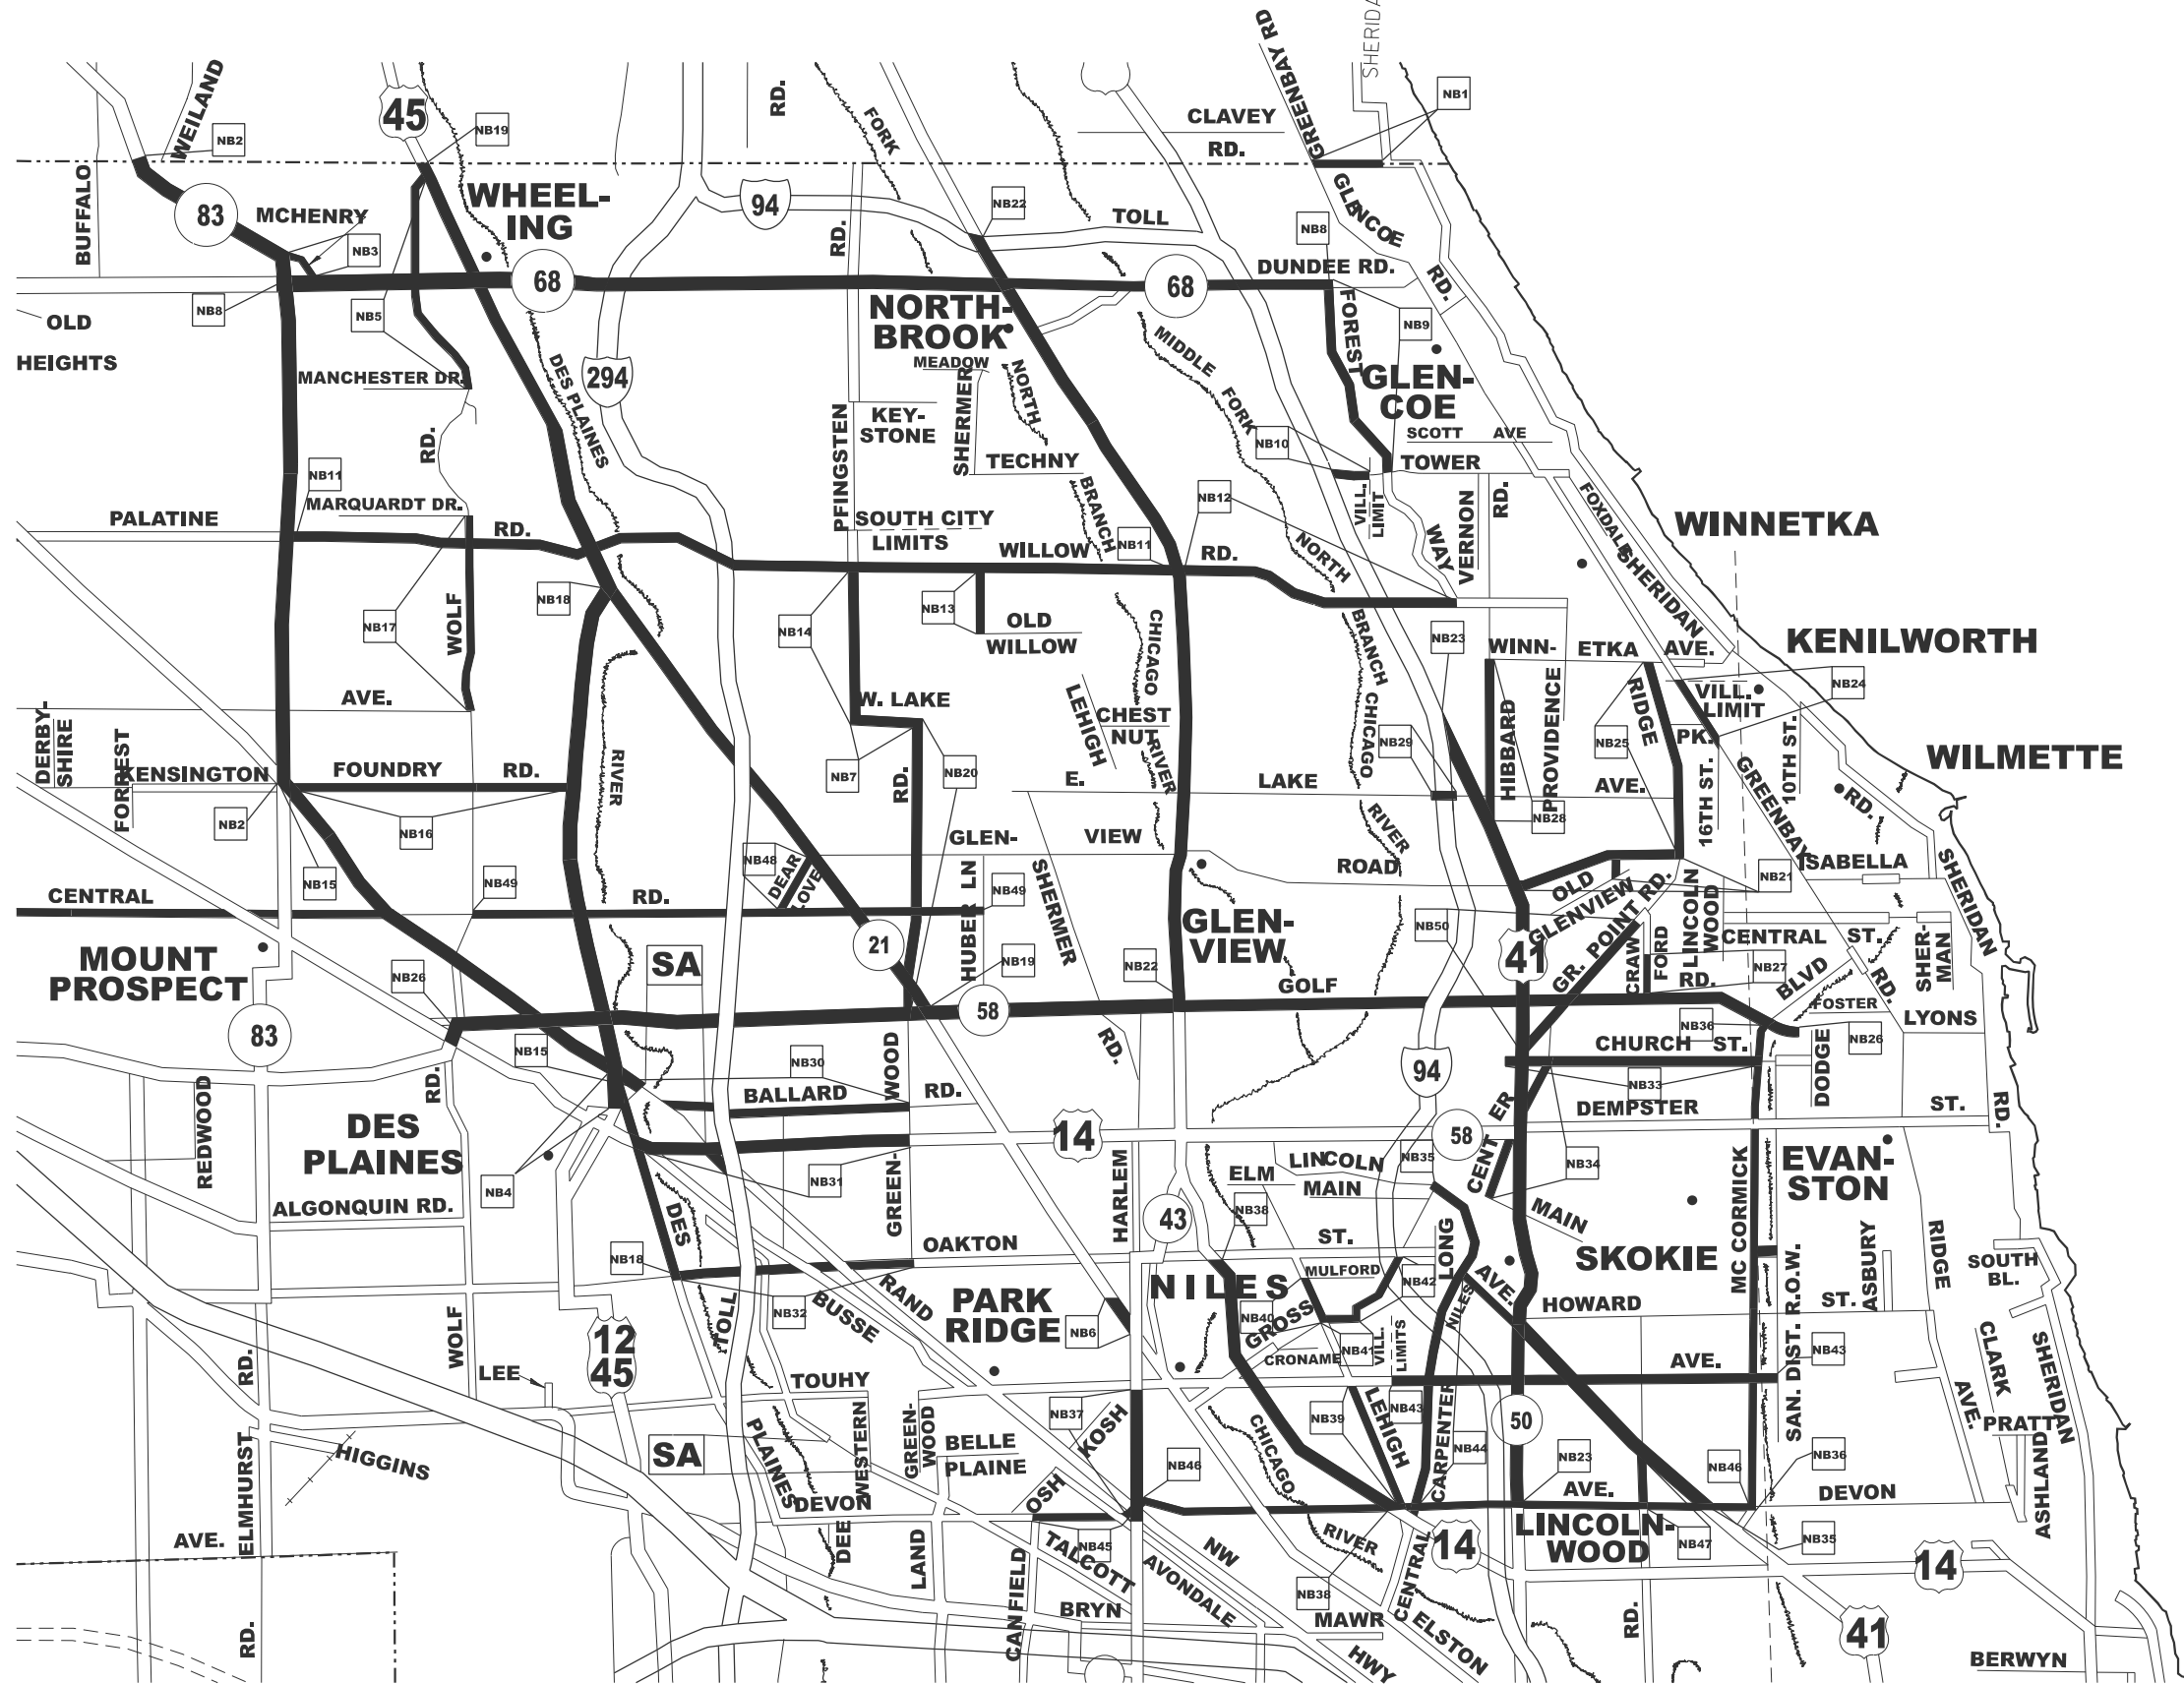 SHERIDA
GREENBAY RD
NB1
WEILAND
45
NB19
RD.
FORK
CLAVEY
RD.
NB2
BUFFALO
83
MCHENRY
NB3
WHEEL-
ING
94
RD.
NB22
TOLL
NB8
GLENCOE
RD.
DUNDEE RD.
68
68
NB8
NB5
OLD
HEIGHTS
NORTH-
BROOK
MEADOW
MIDDLE
FORK
FOREST
NB9
GLEN-
COE
DES PLAINES
294
MANCHESTER DR.
RD.
KEY-
STONE
SHERMER
NORTH
TECHNY
PFINGSTEN
NB10
SCOTT AVE
TOWER
VILL.
LIMIT
NB11
MARQUARDT DR.
PALATINE
RD.
SOUTH CITY
LIMITS
BRANCH
WILLOW
NB11
RD.
NB12
NORTH
WAY
VERNON
RD.
FOXDALE
SHERIDAN
WINNETKA
NB18
NB17
WOLF
NB14
NB13
OLD
WILLOW
CHICAGO
BRANCH
NB23
WINN-
ETKA
AVE.
KENILWORTH
NB24
VILL.
LIMIT
AVE.
DERBY-
SHIRE
FORREST
KENSINGTON
FOUNDRY
RD.
RIVER
W. LAKE
NB7
RD.
NB20
LEHIGH
CHEST
NUT
RIVER
CHICAGO
NB29
HIBBARD
PROVIDENCE
RIDGE
NB25
PK.
16TH ST.
10TH ST.
GREENBAY
WILMETTE
E.
LAKE
AVE.
NB28
RD.
NB2
NB16
NB15
NB49
NB48
DEAR
LOVE
GLEN-
VIEW
ROAD
RIVER
ISABELLA
SHERIDAN
CENTRAL
RD.
HUBER LN
NB49
SHERMER
OLD
GLENVIEW
NB21
LINCOLN
WOOD
GR. POINT RD.
MOUNT
PROSPECT
SA
21
GLEN-
VIEW
NB50
41
CRAW
FORD
CENTRAL
ST.
SHER-
MAN
NB26
NB19
NB22
GOLF
NB27
RD.
BLVD
RD.
FOSTER
LYONS
83
58
RD.
NB36
NB26
NB15
NB30
WOOD
CHURCH ST.
DODGE
REDWOOD
RD.
BALLARD
RD.
94
NB33
ER
DEMPSTER
ST.
RD.
DES
PLAINES
14
58
CENT
NB34
LINCOLN
NB35
EVAN-
STON
NB4
NB31
ALGONQUIN RD.
GREEN-
HARLEM
ELM
MAIN
NB38
43
MAIN
MC CORMICK
SKOKIE
DES
OAKTON
ST.
LONG
ASBURY
RIDGE
SOUTH
BL.
NB18
NB32
RAND
BUSSE
TOLL
PARK
RIDGE
NILES
MULFORD
NB42
AVE.
NILES
HOWARD
ST.
NB6
NB40
GROSS
CRONAME
NB41
VILL.
LIMITS
SAN. DIST. R.O.W.
NB43
CLARK
SHERIDAN
WOLF
12
45
LEE
RD.
TOUHY
AVE.
NB37
KOSH
NB39
LEHIGH
NB43
CARPENTER
50
AVE.
PRATT
ELMHURST
HIGGINS
SA
PLAINES
WESTERN
GREEN-
WOOD
BELLE
PLAINE
NB46
CHICAGO
NB44
NB23
NB46
NB36
DEVON
OSH
AVE.
DEVON
ASHLAND
AVE.
DEE
LAND
CANFIELD
NB45
TALCOTT
AVONDALE
NW
RIVER
CENTRAL
14
LINCOLN-
WOOD
NB47
NB35
14
RD.
BRYN
NB38
MAWR
ELSTON
HWY
RD.
41
BERWYN